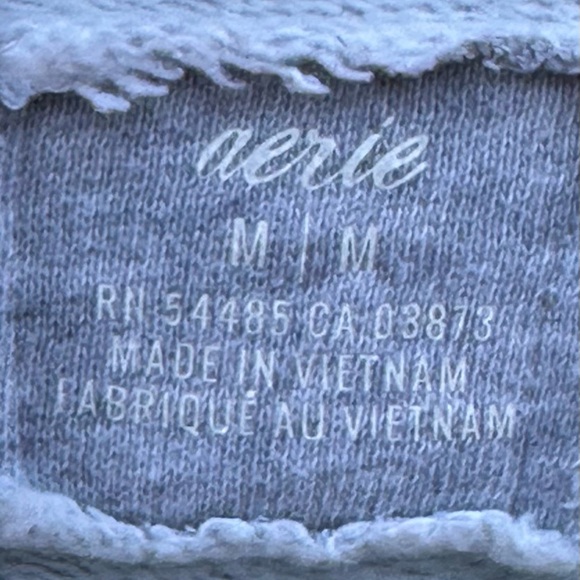 aerie
M | M
RN 54485 CA 03873
MADE IN VIETNAM
FABRIQUÉ AU VIETNAM